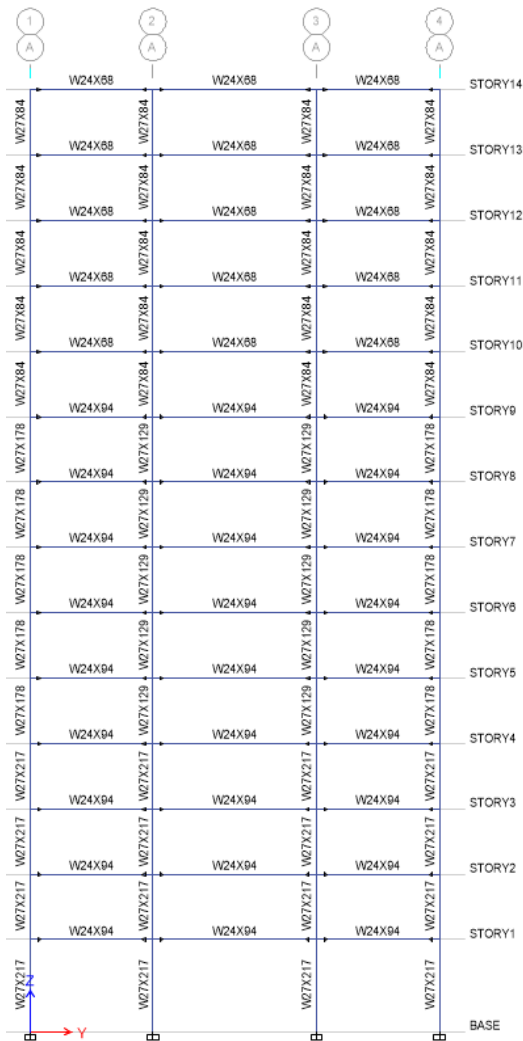 1 2 3 4
A A A A
W24X68 W24X68 W24X68 STORY14
W27X84 W27X84 W27X84 W27X84
W24X68 W24X68 W24X68 STORY13
W27X84 W27X84 W27X84 W27X84
W24X68 W24X68 W24X68 STORY12
W27X84 W27X84 W27X84 W27X84
W24X68 W24X68 W24X68 STORY11
W27X84 W27X84 W27X84 W27X84
W24X68 W24X68 W24X68 STORY10
W27X84 W27X84 W27X84 W27X84
W24X94 W24X94 W24X94 STORY9
W27X178 W27X129 W27X129 W27X178
W24X94 W24X94 W24X94 STORY8
W27X178 W27X129 W27X129 W27X178
W24X94 W24X94 W24X94 STORY7
W27X178 W27X129 W27X129 W27X178
W24X94 W24X94 W24X94 STORY6
W27X178 W27X129 W27X129 W27X178
W24X94 W24X94 W24X94 STORY5
W27X178 W27X129 W27X129 W27X178
W24X94 W24X94 W24X94 STORY4
W27X217 W27X217 W27X217 W27X217
W24X94 W24X94 W24X94 STORY3
W27X217 W27X217 W27X217 W27X217
W24X94 W24X94 W24X94 STORY2
W27X217 W27X217 W27X217 W27X217
W24X94 W24X94 W24X94 STORY1
W27X217 W27X217 W27X217 W27X217
Z
Y
BASE